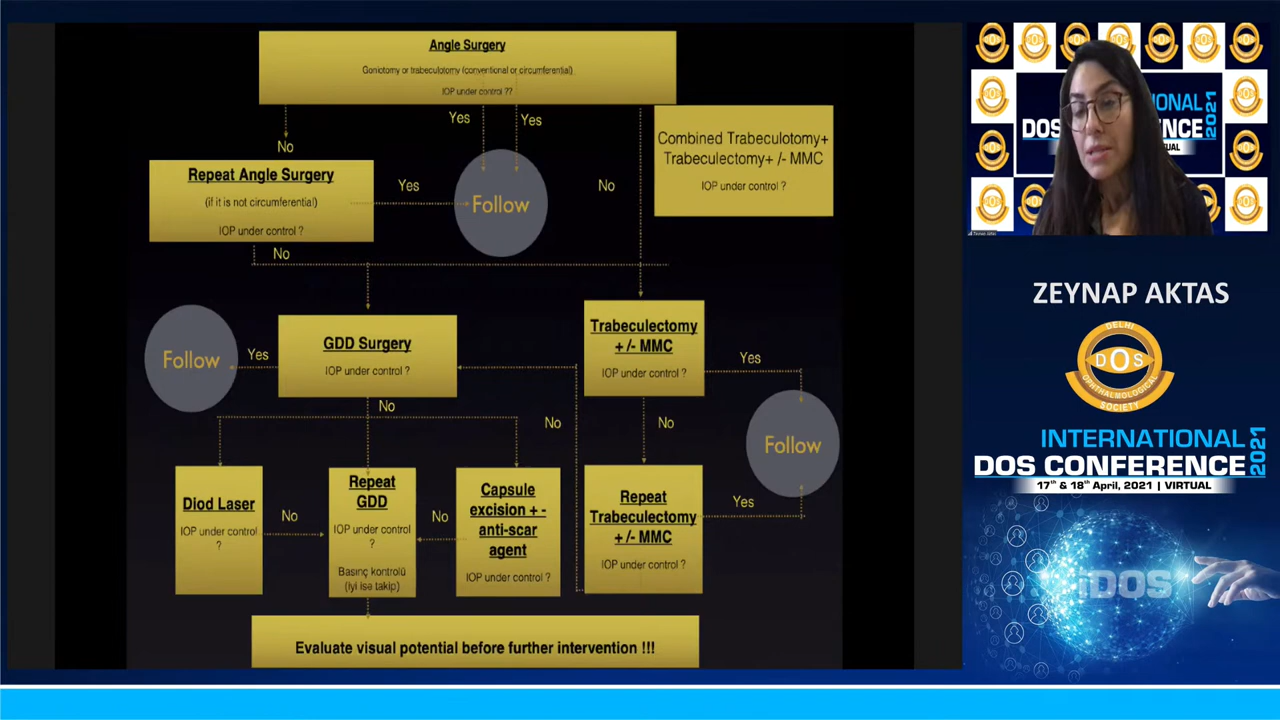 Angle Surgery
Goniotomy or trabeculotomy (conventional or circumferential)
IOP under control ??
Yes
Yes
No
No
Combined Trabeculotomy+
Trabeculectomy+ /- MMC
IOP under control ?
Repeat Angle Surgery
(if it is not circumferential)
IOP under control ?
Yes
Follow
No
GDD Surgery
IOP under control ?
Yes
Follow
No
Trabeculectomy
+ /- MMC
IOP under control ?
Yes
No
No
Follow
Diod Laser
IOP under control
?
No
Repeat
GDD
IOP under control
?
Basınç kontrolü
(iyi ise takip)
No
Capsule
excision + -
anti-scar
agent
IOP under control ?
Repeat
Trabeculectomy
+ /- MMC
IOP under control ?
Yes
Evaluate visual potential before further intervention !!!
DOS
IONAL
CONFERENCE
2021
ZEYNAP AKTAS
DELHI
DOS
OPHTHALMOLOGICAL
SOCIETY
INTERNATIONAL
DOS CONFERENCE
2021
17th & 18th April, 2021 | VIRTUAL
iDOS